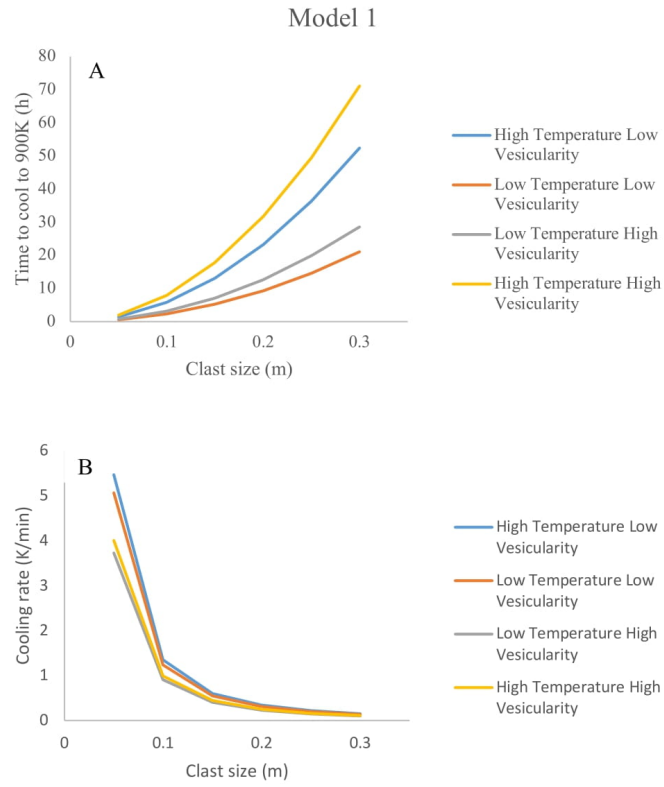 Model 1
A
80
70
60
50
40
30
20
10
0
Time to cool to 900K (h)
0
0.1
0.2
0.3
Clast size (m)
High Temperature Low
Vesicularity
Low Temperature Low
Vesicularity
Low Temperature High
Vesicularity
High Temperature High
Vesicularity
B
6
5
4
3
2
1
0
Cooling rate (K/min)
0
0.1
0.2
0.3
Clast size (m)
High Temperature Low
Vesicularity
Low Temperature Low
Vesicularity
Low Temperature High
Vesicularity
High Temperature High
Vesicularity